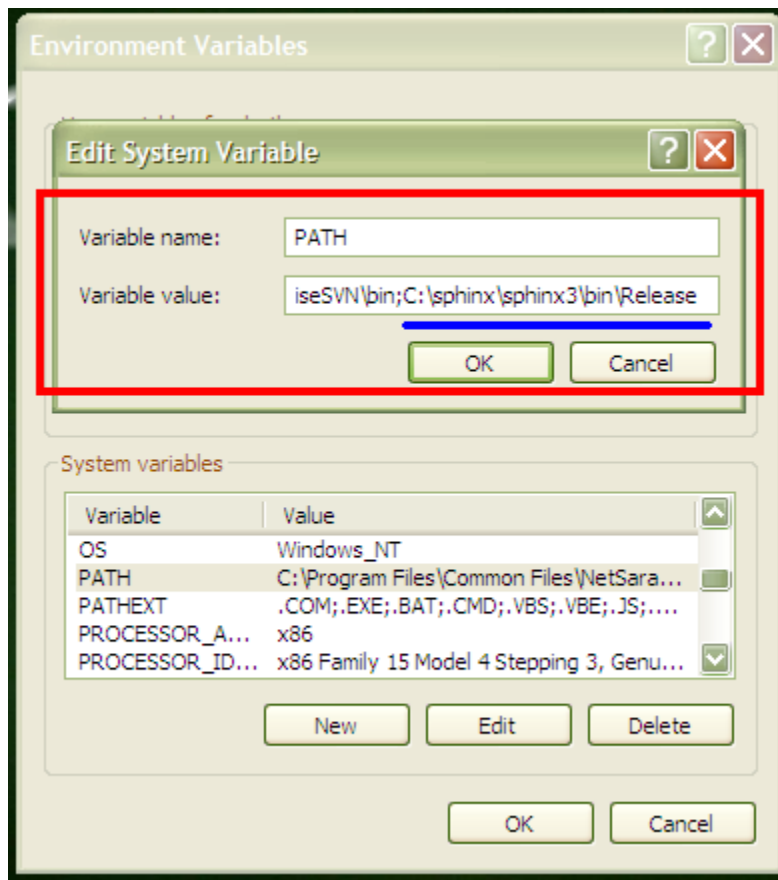 Environment Variables
Edit System Variable
Variable name:
PATH
Variable value:
iseSVN\bin;C:\sphinx\sphinx3\bin\Release
OK
Cancel
System variables
Variable
Value
OS
Windows_NT
PATH
C:\Program Files\Common Files\NetSara...
PATHEXT
.COM;.EXE;.BAT;.CMD;.VBS;.VBE;.JS;....
PROCESSOR_A...
x86
PROCESSOR_ID...
x86 Family 15 Model 4 Stepping 3, Genu...
New
Edit
Delete
OK
Cancel